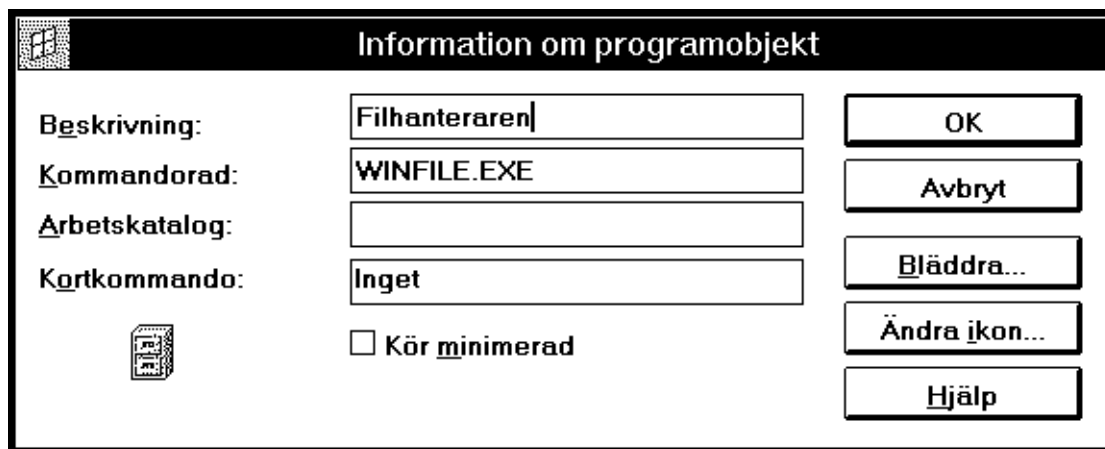 Information om programobjekt
Beskrivning: Filhanteraren
Kommandorad: WINFILE.EXE
Arbetskatalog:
Kortkommando: Inget
Kör minimerad
OK
Avbryt
Bläddra...
Ändra ikon...
Hjälp